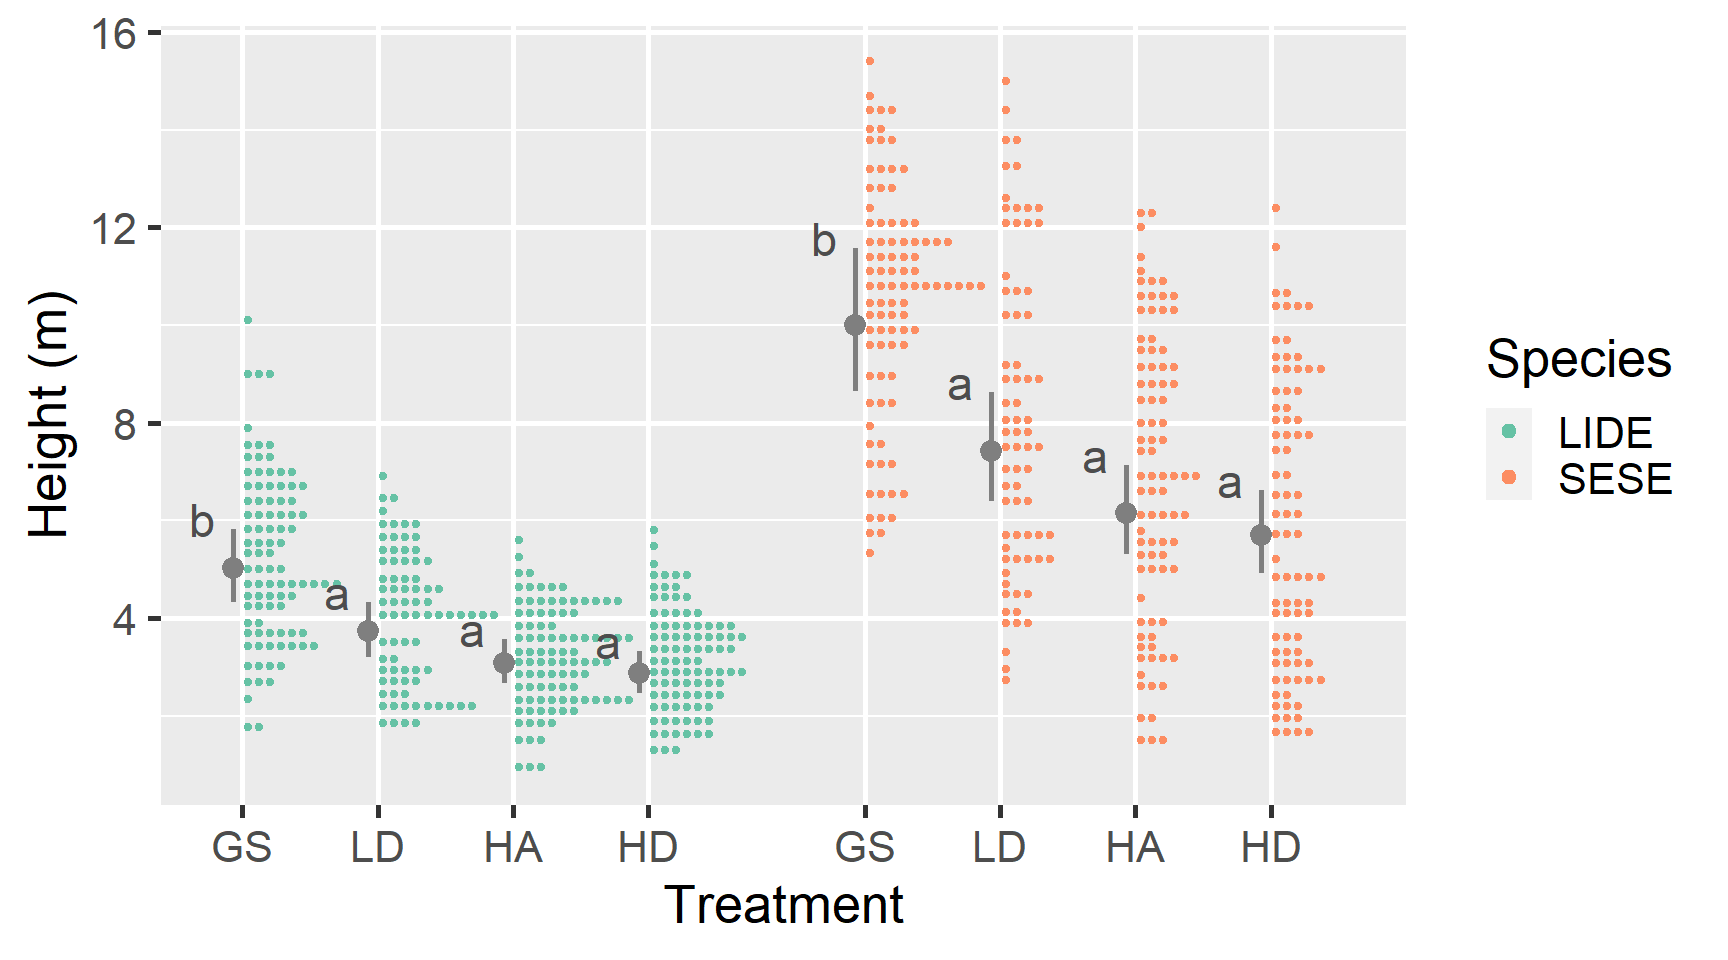 16
12
8
4
Height (m)
b
a
a
a
b
a
a
a
GS LD HA HD GS LD HA HD
Treatment
Species
LIDE
SESE